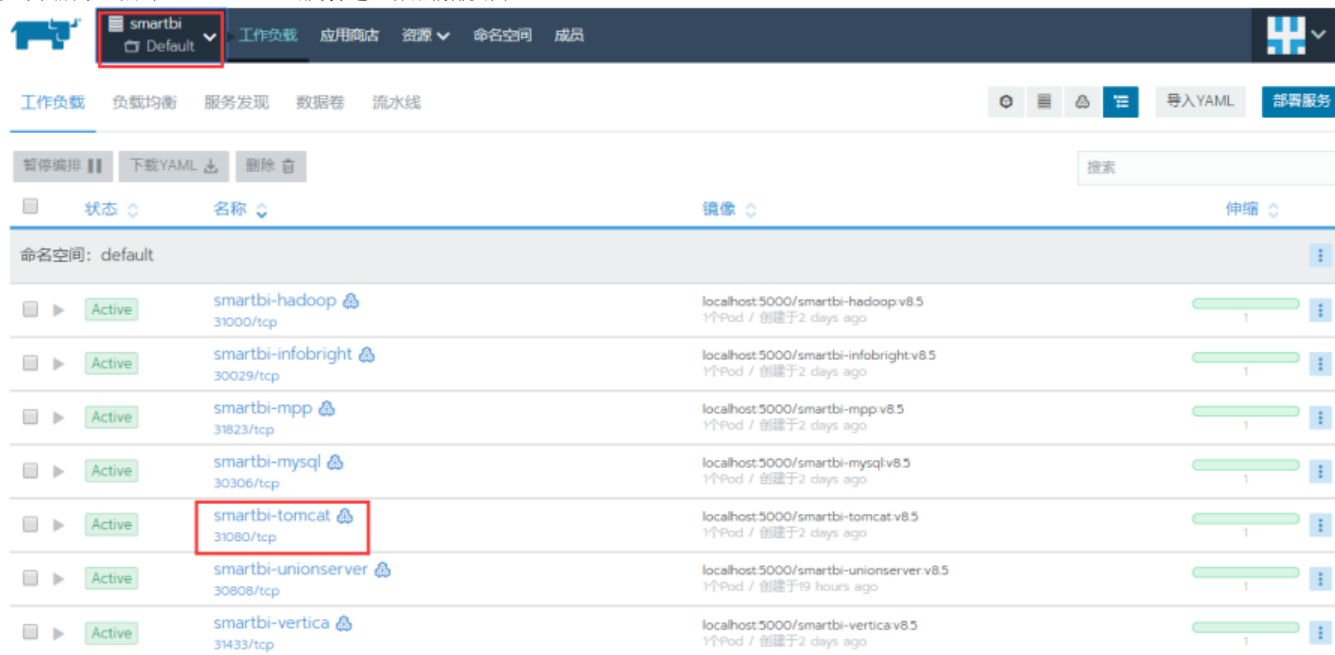 smartbi
Default
工作负载 应用商店 资源 命名空间 成员
工作负载 负载均衡 服务发现 数据卷 流水线 导入YAML 部署服务
暂停编排 下载YAML 删除 搜索
状态 名称 镜像 伸缩
命名空间：default
Active smartbi-hadoop localhost:5000/smartbi-hadoop:v8.5
31000/tcp 1个Pod / 创建于2 days ago 1
Active smartbi-infobright localhost:5000/smartbi-infobright:v8.5
30029/tcp 1个Pod / 创建于2 days ago 1
Active smartbi-mpp localhost:5000/smartbi-mpp:v8.5
31823/tcp 1个Pod / 创建于2 days ago 1
Active smartbi-mysql localhost:5000/smartbi-mysql:v8.5
30306/tcp 1个Pod / 创建于2 days ago 1
Active smartbi-tomcat localhost:5000/smartbi-tomcat:v8.5
31080/tcp 1个Pod / 创建于2 days ago 1
Active smartbi-unionserver localhost:5000/smartbi-unionserver:v8.5
30808/tcp 1个Pod / 创建于19 hours ago 1
Active smartbi-vertica localhost:5000/smartbi-vertica:v8.5
31433/tcp 1个Pod / 创建于2 days ago 1